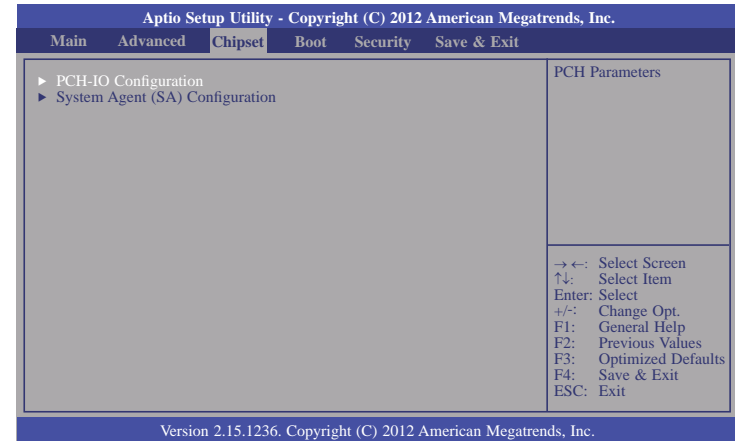 Aptio Setup Utility - Copyright (C) 2012 American Megatrends, Inc.
Main Advanced Chipset Boot Security Save & Exit
► PCH-IO Configuration
► System Agent (SA) Configuration
PCH Parameters
→←: Select Screen
↑↓: Select Item
Enter: Select
+/-: Change Opt.
F1: General Help
F2: Previous Values
F3: Optimized Defaults
F4: Save & Exit
ESC: Exit
Version 2.15.1236. Copyright (C) 2012 American Megatrends, Inc.